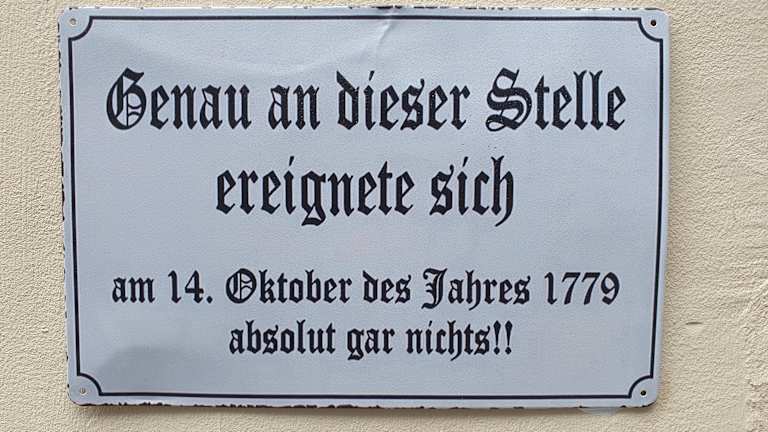 Genau an dieser Stelle
ereignete sich
am 14. Oktober des Jahres 1779
absolut gar nichts!!